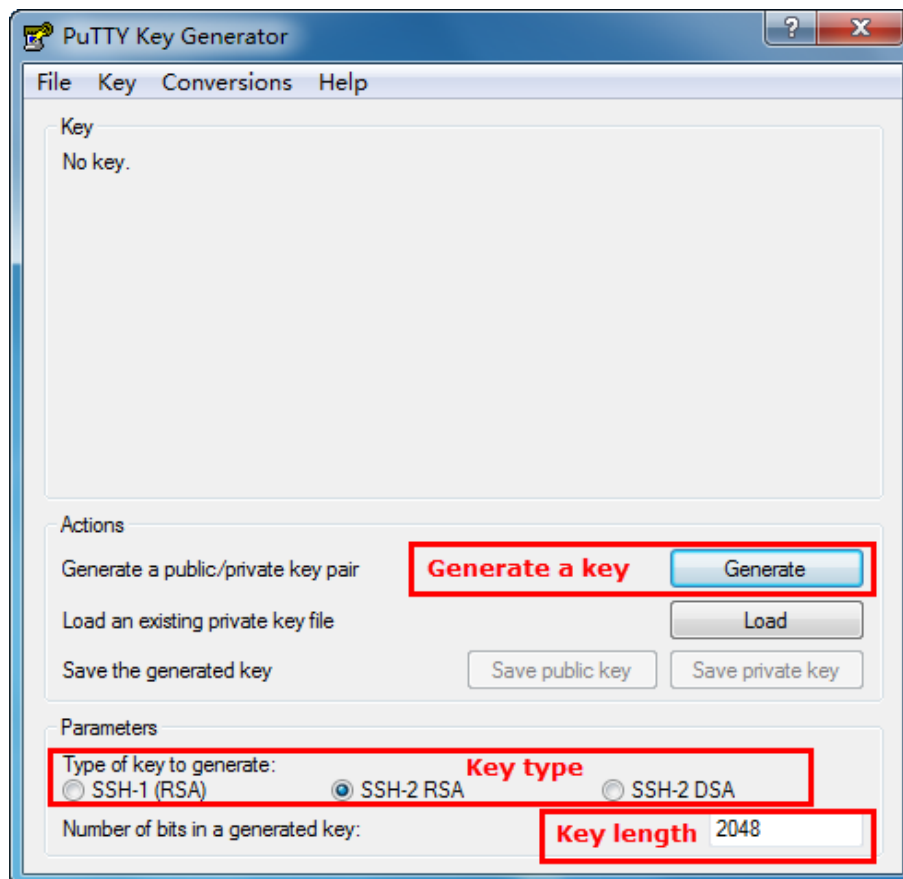 PuTTY Key Generator
? X
File Key Conversions Help
Key
No key.
Actions
Generate a public/private key pair Generate a key Generate
Load an existing private key file Load
Save the generated key Save public key Save private key
Parameters
Type of key to generate: Key type
SSH-1 (RSA) SSH-2 RSA SSH-2 DSA
Number of bits in a generated key: Key length 2048